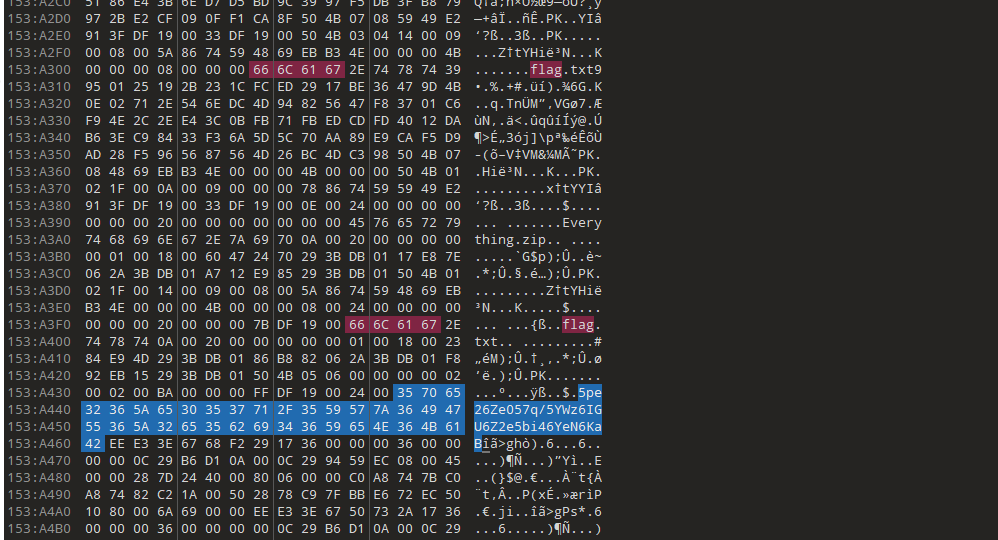 153:A2C0 51 86 E4 3B 6E D7 D5 BD 9C 39 97 F5 DB 3F B8 79 Q†ä;n×Õ½œ9—õÛ?¸y
153:A2D0 97 2B E2 CF 09 0F F1 CA 8F 50 4B 07 08 59 49 E2 —+âÏ..ñÊ.PK..YIâ
153:A2E0 91 3F DF 19 00 33 DF 19 00 50 4B 03 04 14 00 09 ‘?ß..3ß..PK.....
153:A2F0 00 08 00 5A 86 74 59 48 69 EB B3 4E 00 00 00 4B ...Z†tYHië³N...K
153:A300 00 00 00 08 00 00 00 66 6C 61 67 2E 74 78 74 39 .......flag.txt9
153:A310 95 01 25 19 2B 23 1C FC ED 29 17 BE 36 47 9D 4B •.%.+#.üí).¾6G.K
153:A320 0E 02 71 2E 54 6E DC 4D 94 82 56 47 F8 37 01 C6 ..q.TnÜM”‚VGø7.Æ
153:A330 F9 4E 2C 2E E4 3C 0B FB 71 FB ED CD FD 40 12 DA ùN,.ä<.ûqûíÍý@.Ú
153:A340 B6 3E C9 84 33 F3 6A 5D 5C 70 AA 89 E9 CA F5 D9 ¶>É„3ój]\pª‰éÊõÙ
153:A350 AD 28 F5 96 56 87 56 4D 26 BC 4D C3 98 50 4B 07 -(õ–V‡VM&¼MÃ˜PK.
153:A360 08 48 69 EB B3 4E 00 00 00 4B 00 00 00 50 4B 01 .Hië³N...K...PK.
153:A370 02 1F 00 0A 00 09 00 00 00 78 86 74 59 59 49 E2 .........x†tYYIâ
153:A380 91 3F DF 19 00 33 DF 19 00 0E 00 24 00 00 00 00 ‘?ß..3ß....$....
153:A390 00 00 00 20 00 00 00 00 00 00 00 45 76 65 72 79 ... .......Every
153:A3A0 74 68 69 6E 67 2E 7A 69 70 0A 00 20 00 00 00 00 thing.zip.. ....
153:A3B0 00 01 00 18 00 60 47 24 70 29 3B DB 01 17 E8 7E .....`G$p);Û..è~
153:A3C0 06 2A 3B DB 01 A7 12 E9 85 29 3B DB 01 50 4B 01 .*;Û.§.é…);Û.PK.
153:A3D0 02 1F 00 14 00 09 00 08 00 5A 86 74 59 48 69 EB .........Z†tYHië
153:A3E0 B3 4E 00 00 00 4B 00 00 00 08 00 24 00 00 00 00 ³N...K.....$....
153:A3F0 00 00 00 20 00 00 00 7B DF 19 00 66 6C 61 67 2E ... ...{ß..flag.
153:A400 74 78 74 0A 00 20 00 00 00 00 00 01 00 18 00 23 txt.. .........#
153:A410 84 E9 4D 29 3B DB 01 86 B8 82 06 2A 3B DB 01 F8 „éM);Û.†¸‚.*;Û.ø
153:A420 92 EB 15 29 3B DB 01 50 4B 05 06 00 00 00 00 02 ’ë.);Û.PK.......
153:A430 00 02 00 BA 00 00 00 FF DF 19 00 24 00 35 70 65 ...º...ÿß..$.5pe
153:A440 32 36 5A 65 30 35 37 71 2F 35 59 57 7A 36 49 47 26Ze057q/5YWz6IG
153:A450 55 36 5A 32 65 35 62 69 34 36 59 65 4E 36 4B 61 U6Z2e5bi46YeN6Ka
153:A460 42 EE E3 3E 67 68 F2 29 17 36 00 00 00 36 00 00 Bîã>ghò).6...6..
153:A470 00 00 0C 29 B6 D1 0A 00 0C 29 94 59 EC 08 00 45 ...)¶Ñ...)”Yì..E
153:A480 00 00 28 7D 24 40 00 80 06 00 00 C0 A8 74 7B C0 ..(}$@.€...À¨t{À
153:A490 A8 74 82 C2 1A 00 50 28 78 C9 7F BB E6 72 EC 50 ¨t‚Â..P(xÉ.»ærìP
153:A4A0 10 80 00 6A 69 00 00 EE E3 3E 67 50 73 2A 17 36 .€.ji..îã>gPs*.6
153:A4B0 00 00 00 36 00 00 00 00 0C 29 B6 D1 0A 00 0C 29 ...6.....)¶Ñ...)